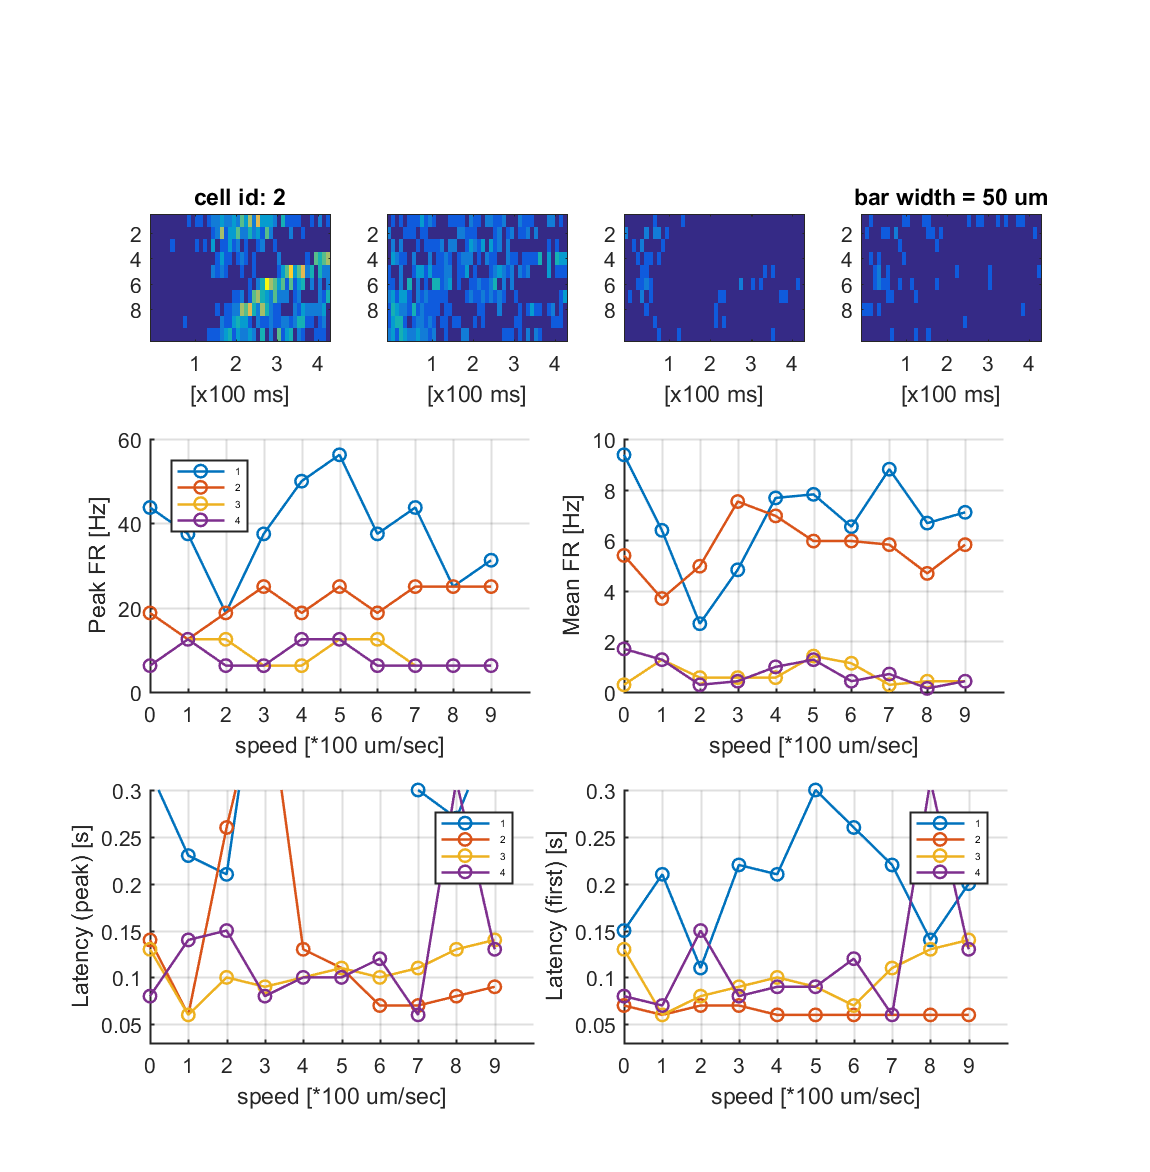 cell id: 2
bar width = 50 um
2 2 2 2
4 4 4 4
6 6 6 6
8 8 8 8
1 2 3 4 1 2 3 4 1 2 3 4 1 2 3 4
[x100 ms] [x100 ms] [x100 ms] [x100 ms]
Peak FR [Hz]
60
40
20
0
1
2
3
4
0 1 2 3 4 5 6 7 8 9
speed [*100 um/sec]
Mean FR [Hz]
10
8
6
4
2
0
0 1 2 3 4 5 6 7 8 9
speed [*100 um/sec]
Latency (peak) [s]
0.3
0.25
0.2
0.15
0.1
0.05
1
2
3
4
0 1 2 3 4 5 6 7 8 9
speed [*100 um/sec]
Latency (first) [s]
0.3
0.25
0.2
0.15
0.1
0.05
1
2
3
4
0 1 2 3 4 5 6 7 8 9
speed [*100 um/sec]